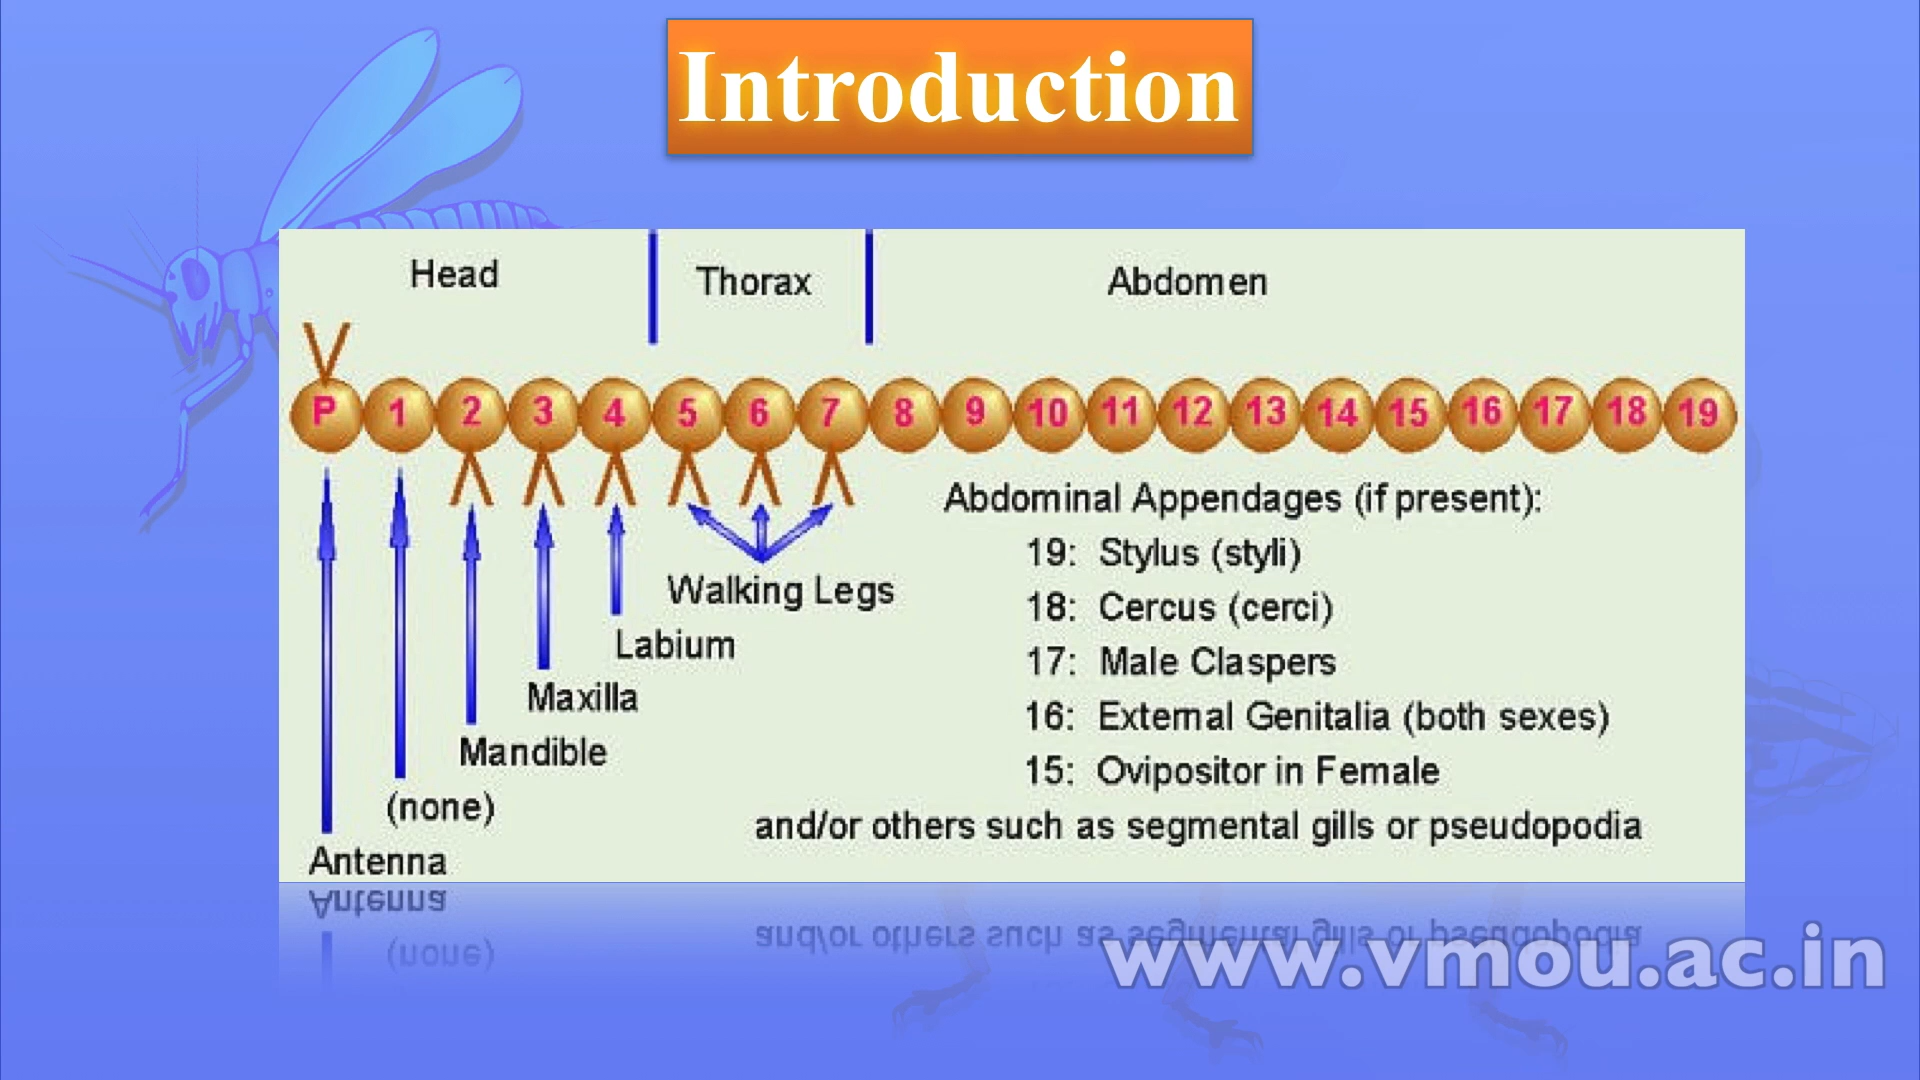 Introduction
Head
Thorax
Abdomen
P 1 2 3 4 5 6 7 8 9 10 11 12 13 14 15 16 17 18 19
Abdominal Appendages (if present):
19: Stylus (styli)
18: Cercus (cerci)
17: Male Claspers
16: External Genitalia (both sexes)
15: Ovipositor in Female
and/or others such as segmental gills or pseudopodia
Walking Legs
Labium
Maxilla
Mandible
(none)
Antenna
www.vmou.ac.in